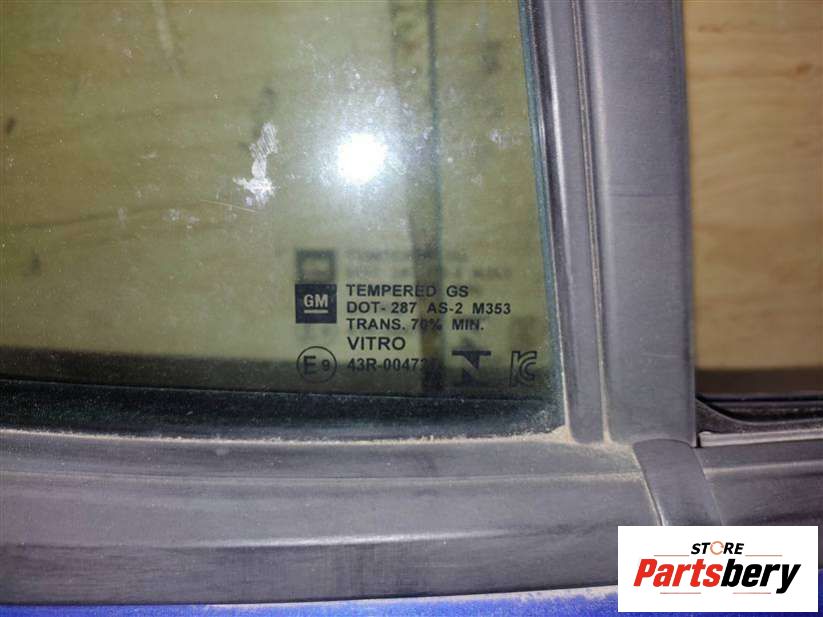 GM
TEMPERED GS
DOT- 287 AS-2 M353
TRANS. 70% MIN.
VITRO
E9
STORE
Partsbery